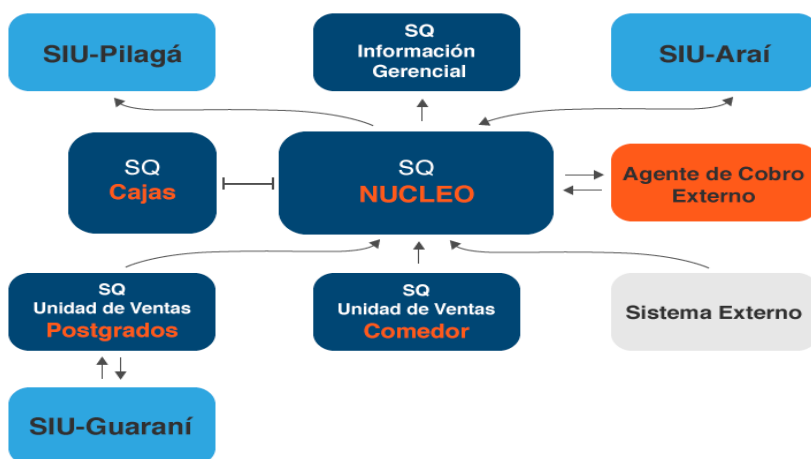 SIU-Pilagá
SQ
Información
Gerencial
SIU-Araí
SQ
Cajas
SQ
NUCLEO
Agente de Cobro
Externo
SQ
Unidad de Ventas
Postgrados
SQ
Unidad de Ventas
Comedor
Sistema Externo
SIU-Guaraní